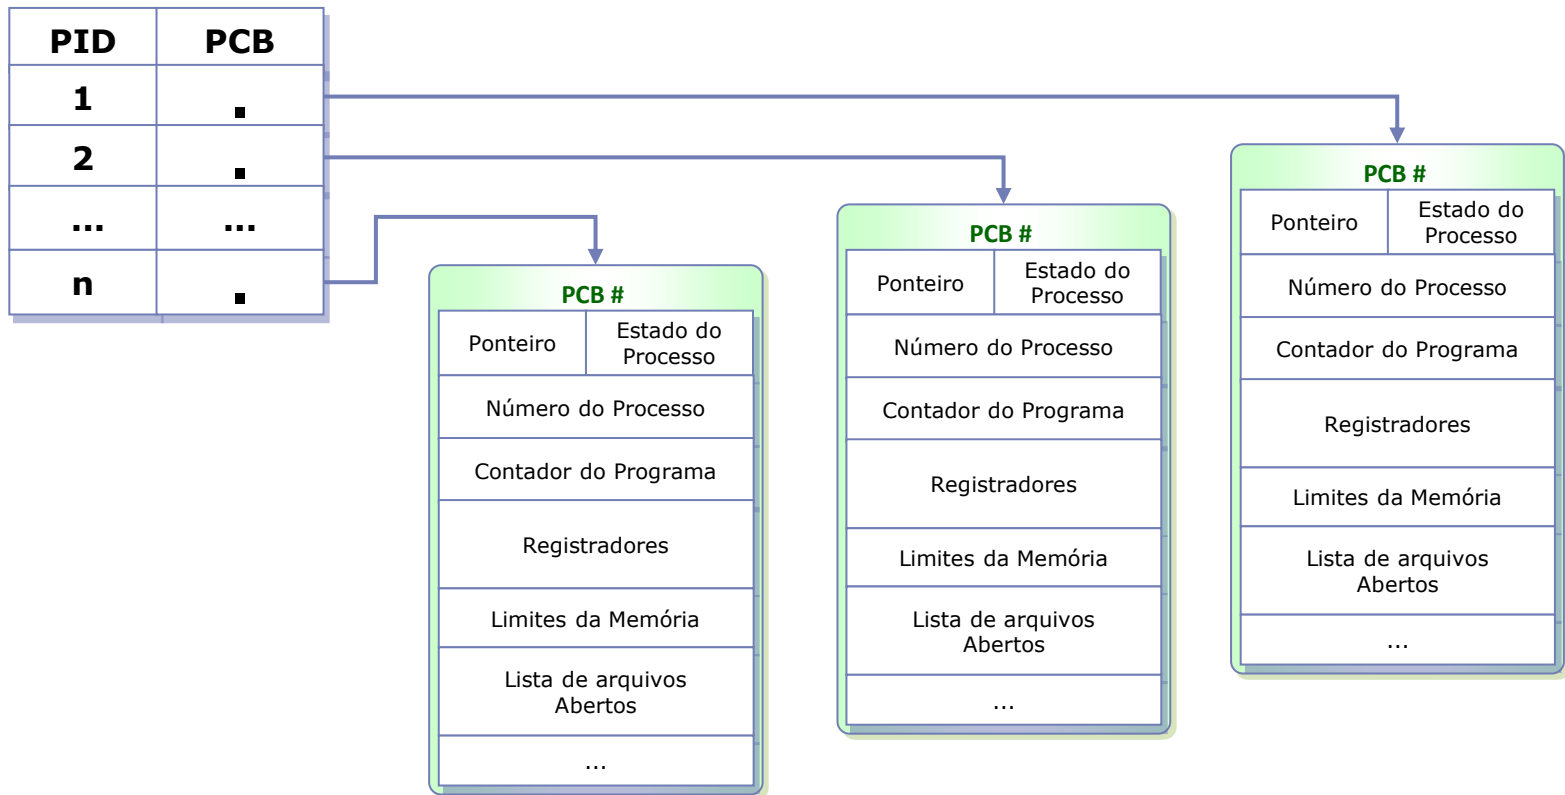 PID PCB
1 .
2 .
... ...
n .
PCB #
Ponteiro
Estado do
Processo
Número do Processo
Contador do Programa
Registradores
Limites da Memória
Lista de arquivos
Abertos
...
PCB #
Ponteiro
Estado do
Processo
Número do Processo
Contador do Programa
Registradores
Limites da Memória
Lista de arquivos
Abertos
...
PCB #
Ponteiro
Estado do
Processo
Número do Processo
Contador do Programa
Registradores
Limites da Memória
Lista de arquivos
Abertos
...